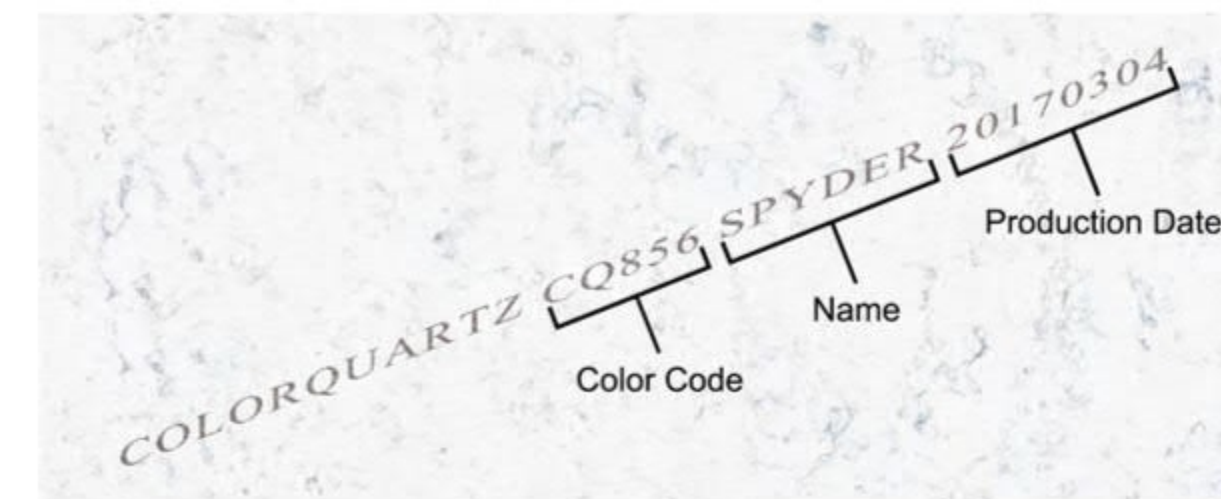 COLORQUARTZ CQ856 SPYDER 20170304
Production Date
Name
Color Code